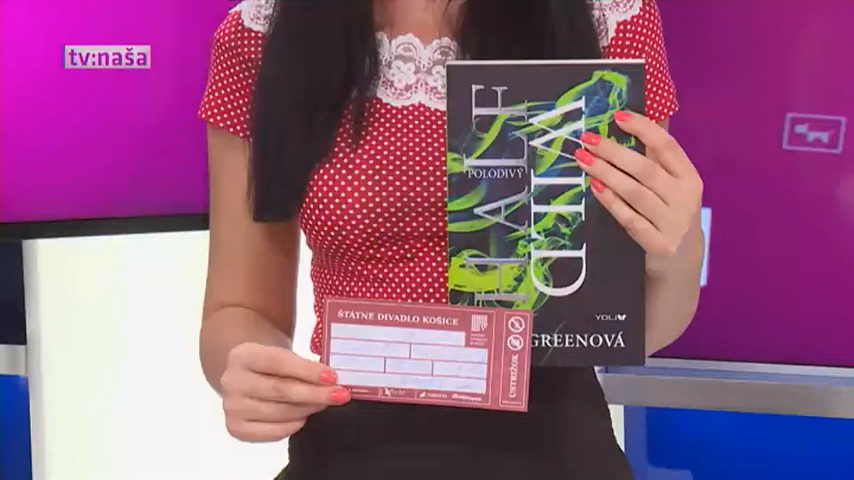 tv:naša
HALF
WILD
POLODIVÝ
YOLi
GREENOVÁ
ŠTÁTNE DIVADLO KOŠICE
ÚSTRIŽOK